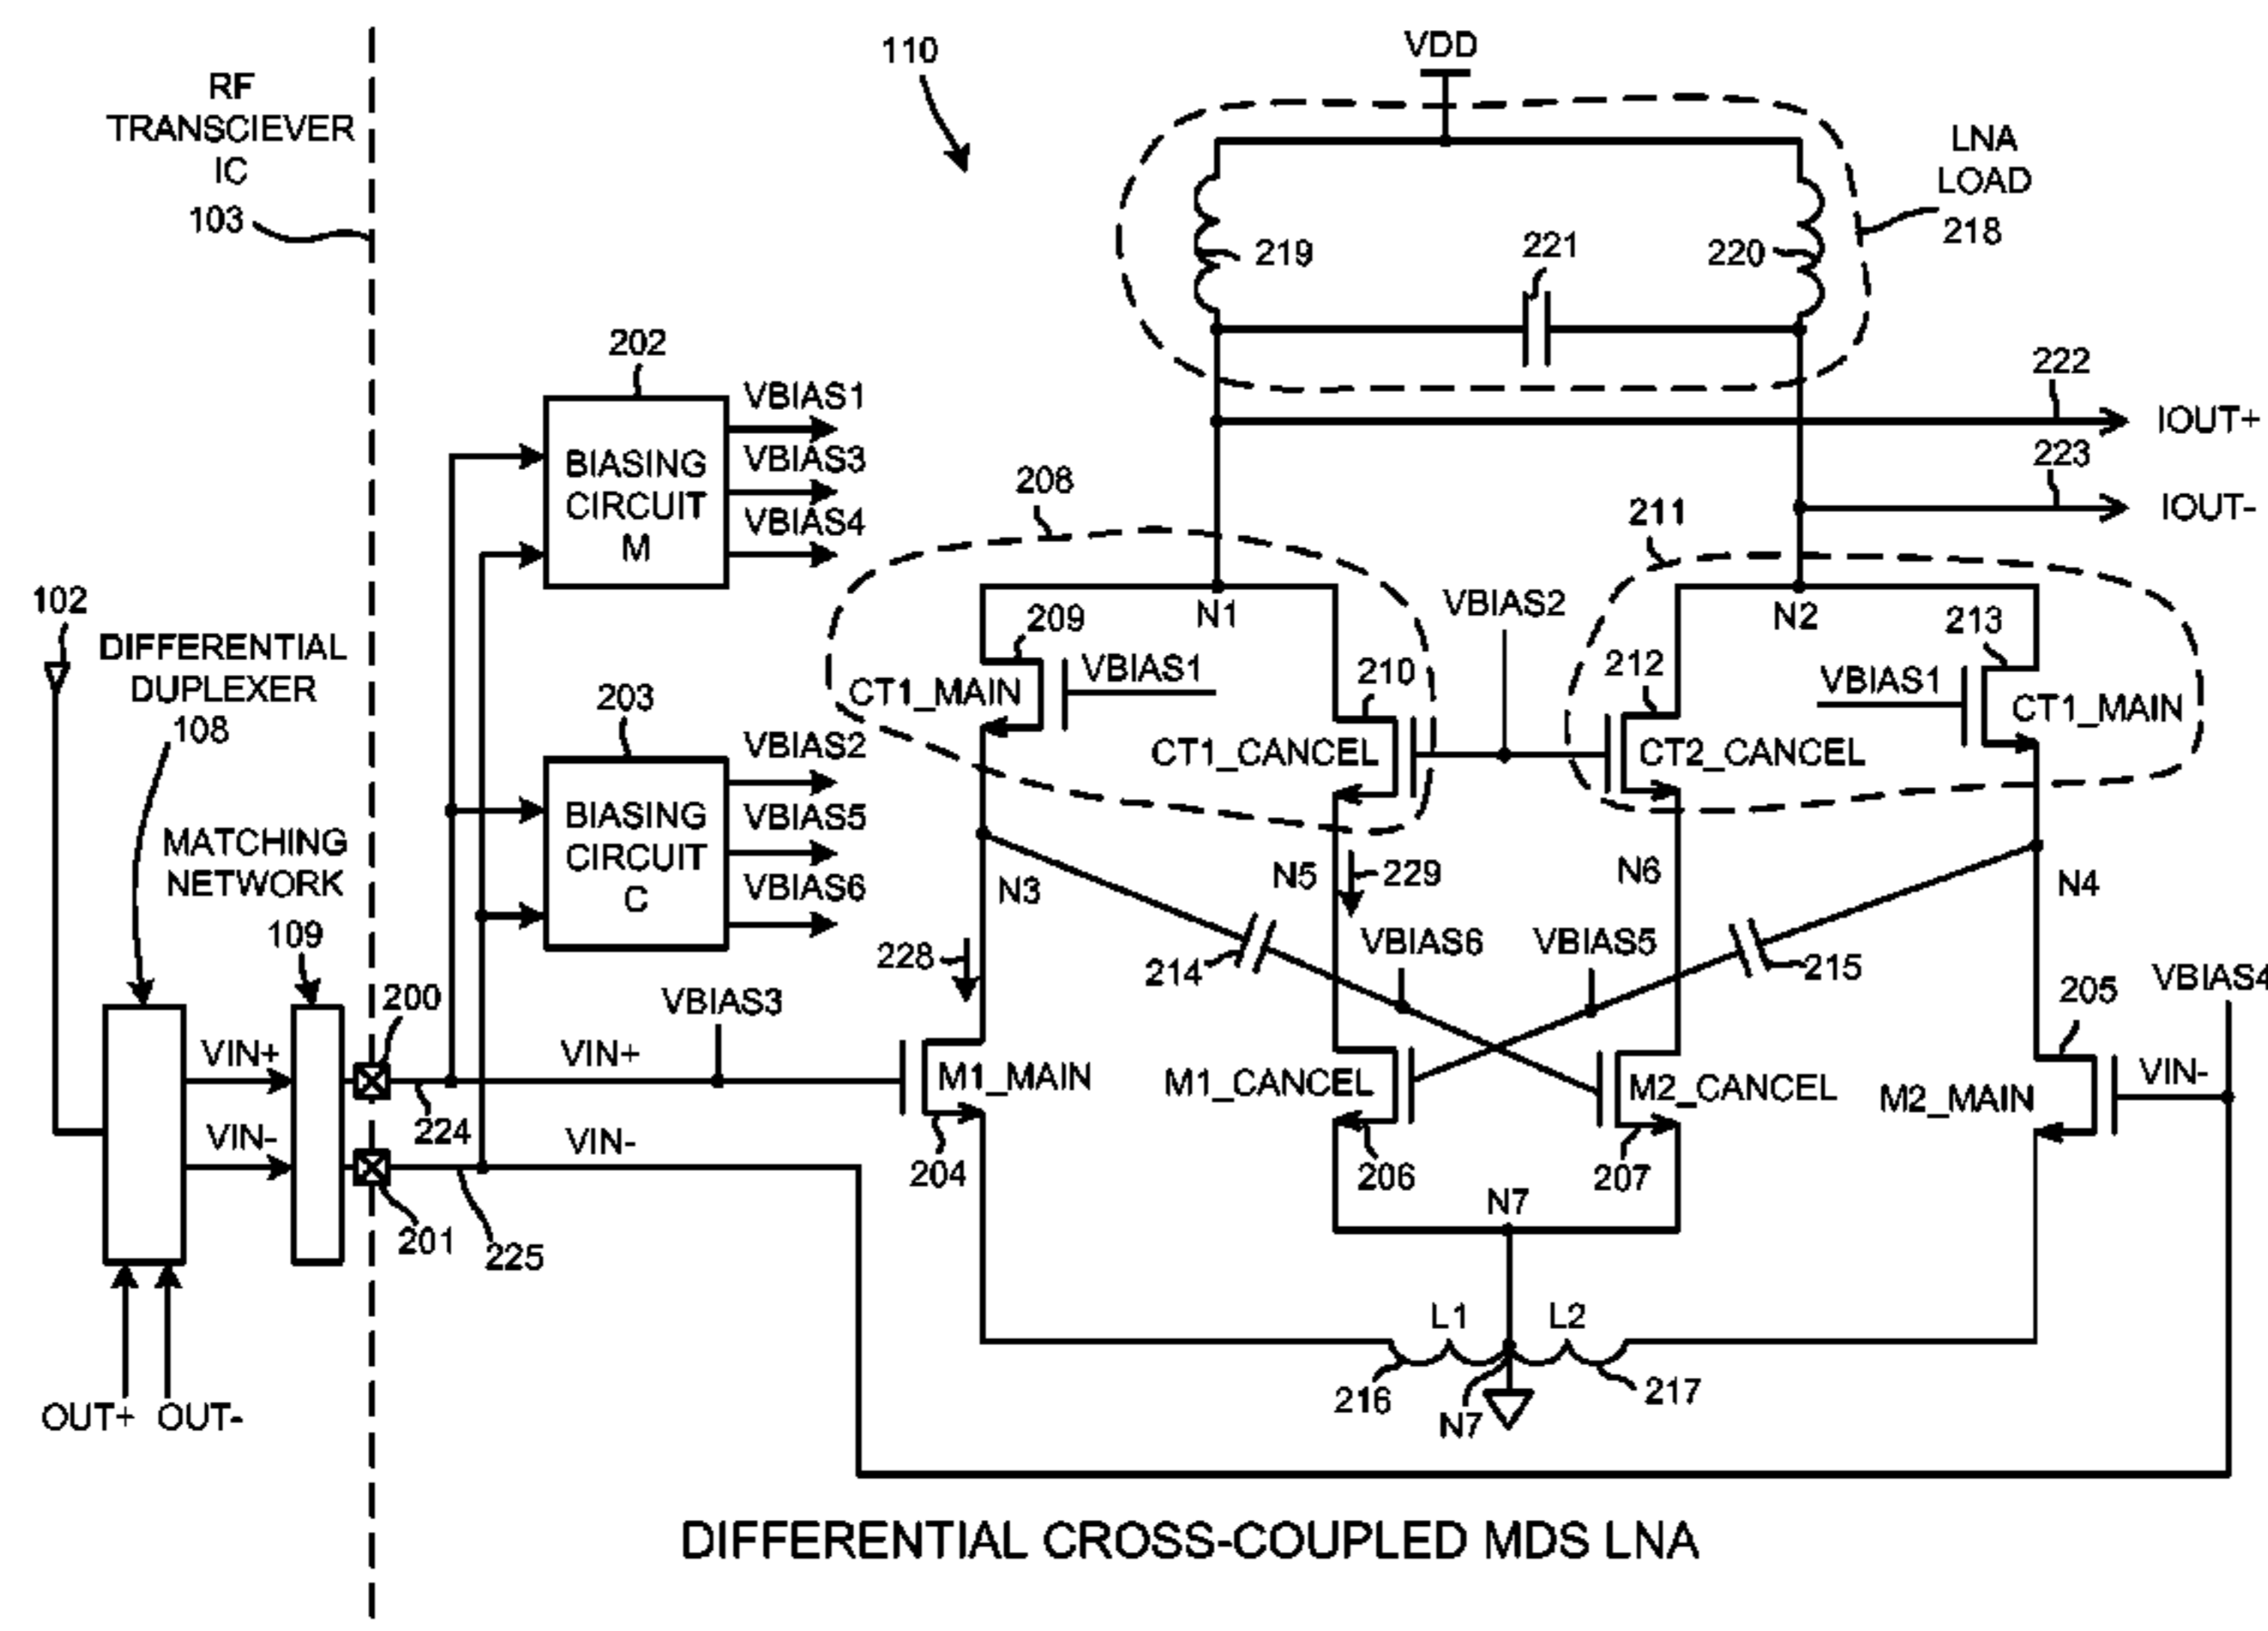 110
VDD
RF
TRANSCIEVER
IC
103
LNA
LOAD
218
219
221
220
202
VBIAS1
VBIAS3
VBIAS4
BIASING
CIRCUIT
M
222
IOUT+
223
IOUT-
208
211
102
DIFFERENTIAL
DUPLEXER
108
N1
VBIAS2
N2
209
213
CT1_MAIN
VBIAS1
210
212
VBIAS1
CT1_MAIN
CT1_CANCEL
CT2_CANCEL
203
VBIAS2
VBIAS5
VBIAS6
BIASING
CIRCUIT
C
MATCHING
NETWORK
109
N3
N5
229
N6
N4
228
214
VBIAS6
VBIAS5
215
205
VBIAS4
200
VBIAS3
VIN+
VIN+
M1_MAIN
M1_CANCEL
M2_CANCEL
M2_MAIN
VIN-
VIN-
224
VIN-
204
206
207
201
225
N7
L1
L2
216
217
N7
OUT+
OUT-
DIFFERENTIAL CROSS-COUPLED MDS LNA